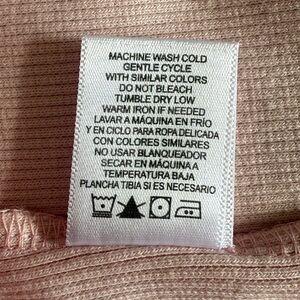 MACHINE WASH COLD
GENTLE CYCLE
WITH SIMILAR COLORS
DO NOT BLEACH
TUMBLE DRY LOW
WARM IRON IF NEEDED
LAVAR A MÁQUINA EN FRÍO
Y EN CICLO PARA ROPA DELICADA
CON COLORES SIMILARES
NO USAR BLANQUEADOR
SECAR EN MÁQUINA A
TEMPERATURA BAJA
PLANCHA TIBIA SI ES NECESARIO